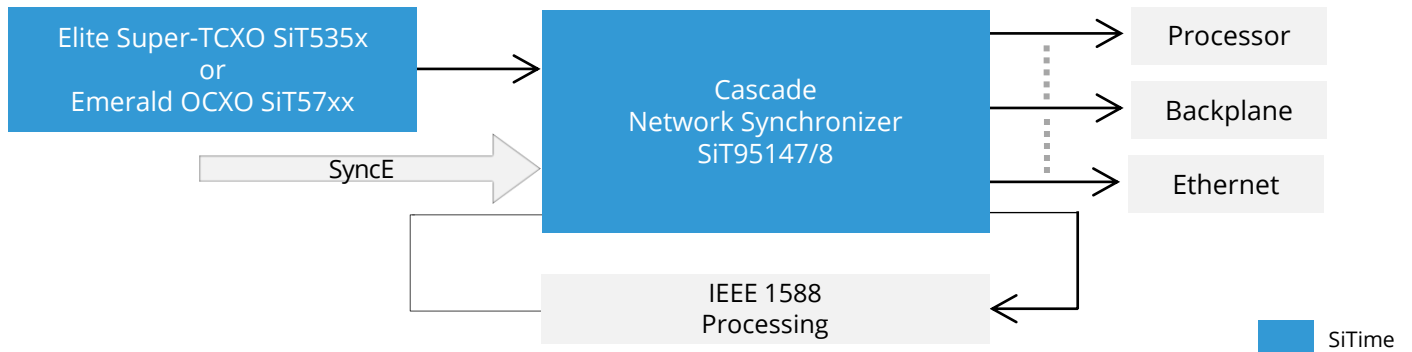 Elite Super-TCXO SiT535x
or
Emerald OCXO SiT57xx
SyncE
Cascade
Network Synchronizer
SiT95147/8
Processor
Backplane
Ethernet
IEEE 1588
Processing
SiTime